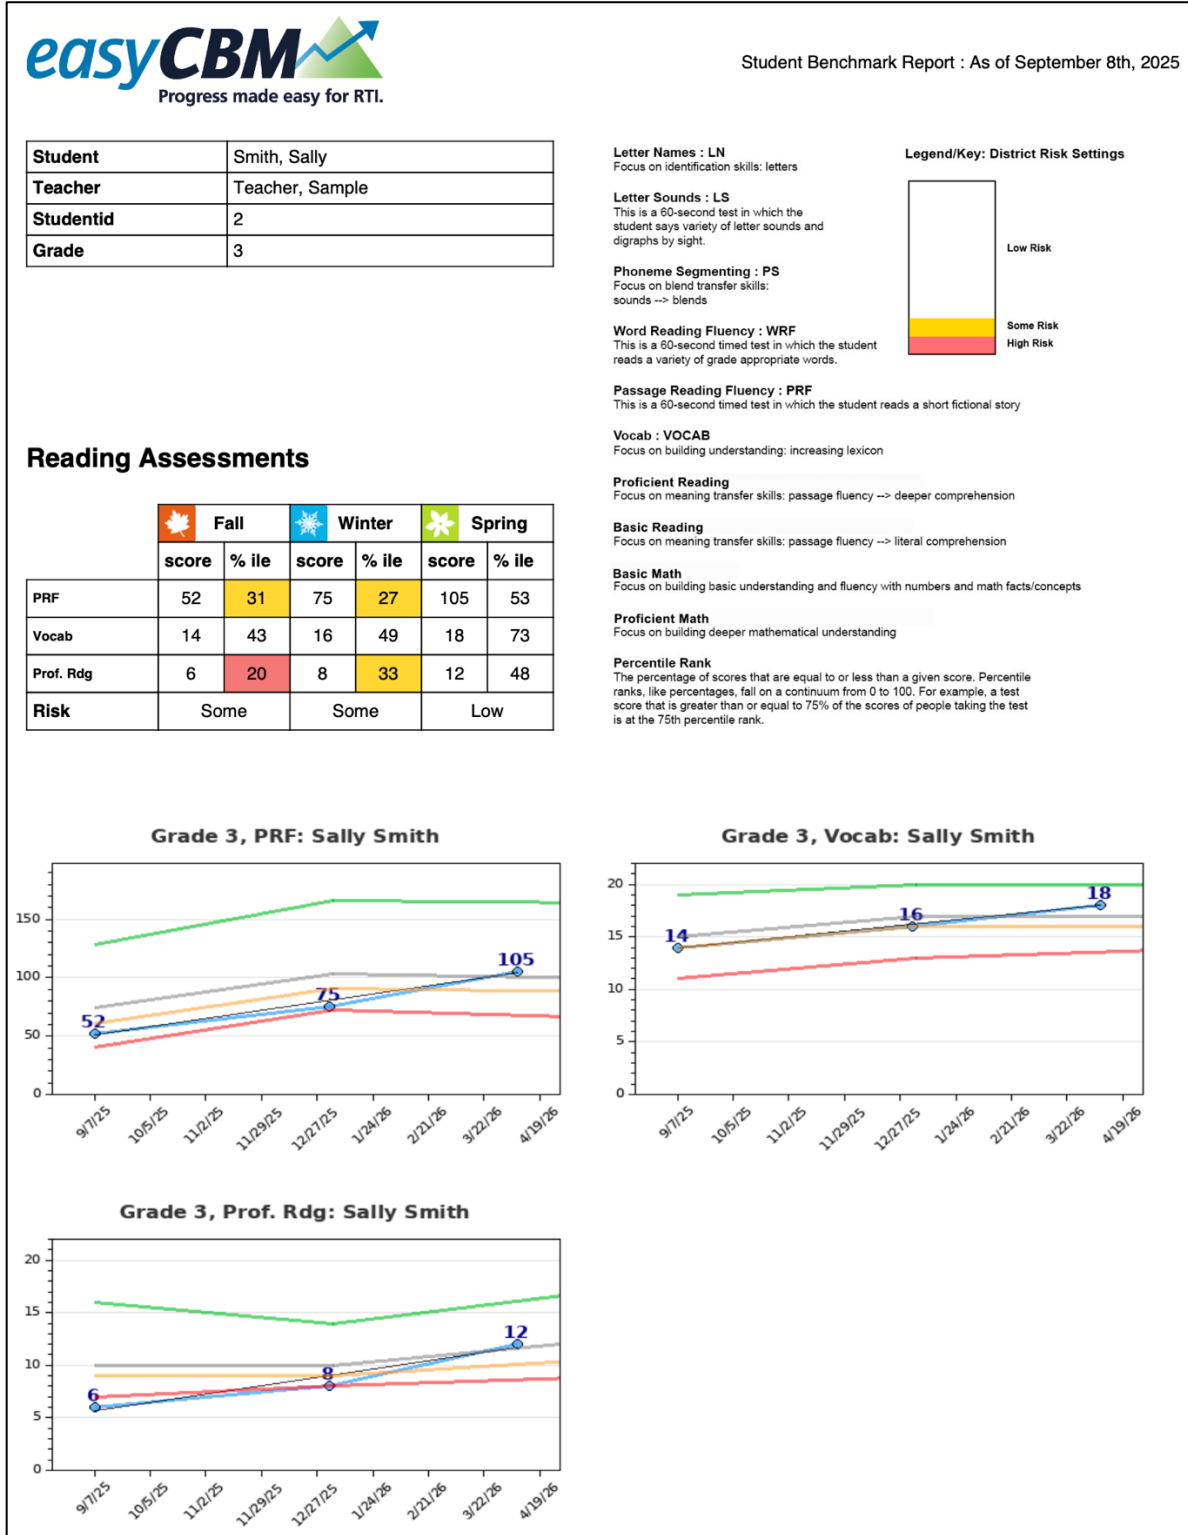 easyCBM
Progress made easy for RTI.
Student Benchmark Report : As of September 8th, 2025
Student Smith, Sally
Teacher Teacher, Sample
Studentid 2
Grade 3
Letter Names : LN
Focus on identification skills: letters
Letter Sounds : LS
This is a 60-second test in which the
student says variety of letter sounds and
digraphs by sight.
Phoneme Segmenting : PS
Focus on blend transfer skills:
sounds --> blends
Word Reading Fluency : WRF
This is a 60-second timed test in which the student
reads a variety of grade appropriate words.
Passage Reading Fluency : PRF
This is a 60-second timed test in which the student reads a short fictional story
Vocab : VOCAB
Focus on building understanding: increasing lexicon
Proficient Reading
Focus on meaning transfer skills: passage fluency --> deeper comprehension
Basic Reading
Focus on meaning transfer skills: passage fluency --> literal comprehension
Basic Math
Focus on building basic understanding and fluency with numbers and math facts/concepts
Proficient Math
Focus on building deeper mathematical understanding
Percentile Rank
The percentage of scores that are equal to or less than a given score. Percentile
ranks, like percentages, fall on a continuum from 0 to 100. For example, a test
score that is greater than or equal to 75% of the scores of people taking the test
is at the 75th percentile rank.
Legend/Key: District Risk Settings
Low Risk
Some Risk
High Risk
Reading Assessments
Fall Winter Spring
score % ile score % ile score % ile
PRF 52 31 75 27 105 53
Vocab 14 43 16 49 18 73
Prof. Rdg 6 20 8 33 12 48
Risk Some Some Low
Grade 3, PRF: Sally Smith
150
100
50
0
52
75
105
9/7/25 10/5/25 11/2/25 11/29/25 12/27/25 1/24/26 2/21/26 3/22/26 4/19/26
Grade 3, Vocab: Sally Smith
20
15
10
5
0
14
16
18
9/7/25 10/5/25 11/2/25 11/29/25 12/27/25 1/24/26 2/21/26 3/22/26 4/19/26
Grade 3, Prof. Rdg: Sally Smith
20
15
10
5
0
6
8
12
9/7/25 10/5/25 11/2/25 11/29/25 12/27/25 1/24/26 2/21/26 3/22/26 4/19/26